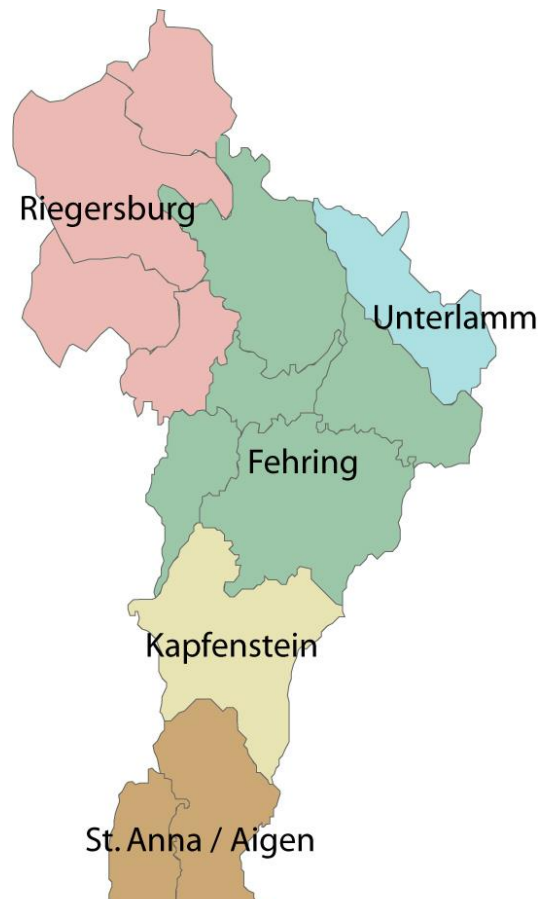 Riegersburg
Unterlamm
Fehring
Kapfenstein
St. Anna / Aigen